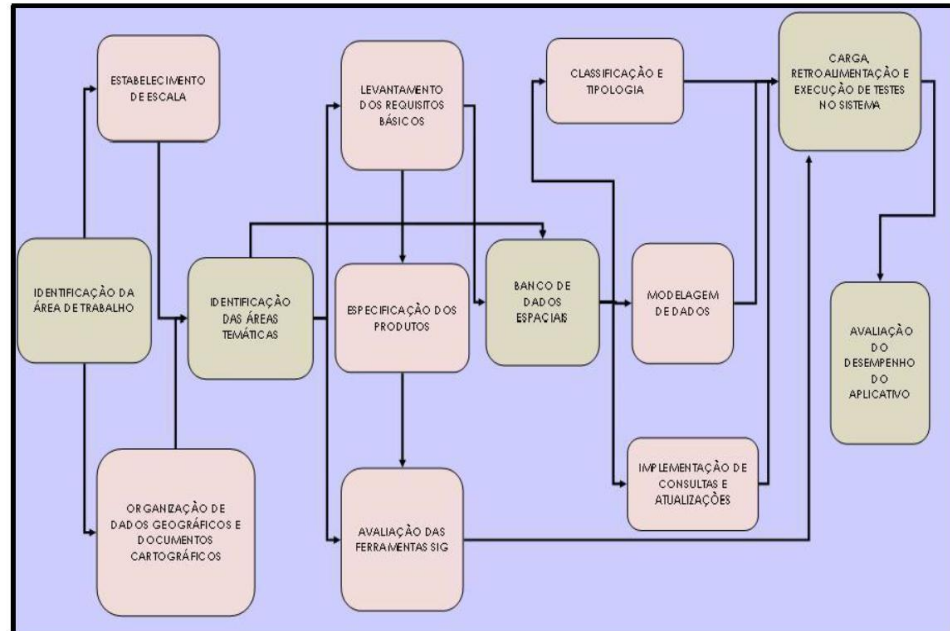 ESTABELECIMENTO
DE ESCALA
IDENTIFICAÇÃO DA
ÁREA DE TRABALHO
ORGANIZAÇÃO DE
DADOS GEOGRÁFICOS E
DOCUMENTOS
CARTOGRÁFICOS
IDENTIFICAÇÃO
DAS ÁREAS
TEMÁTICAS
LEVANTAMENTO
DOS REQUISITOS
BÁSICOS
ESPECIFICAÇÃO DOS
PRODUTOS
AVALIAÇÃO DAS
FERRAMENTAS SIG
BANCO DE
DADOS
ESPACIAIS
CLASSIFICAÇÃO E
TIPOLOGIA
MODELAGEM
DE DADOS
IMPLEMENTAÇÃO DE
CONSULTAS E
ATUALIZAÇÕES
CARGA,
RETROALIMENTAÇÃO E
EXECUÇÃO DE TESTES
NO SISTEMA
AVALIAÇÃO
DO
DESEMPENHO
DO
APLICATIVO